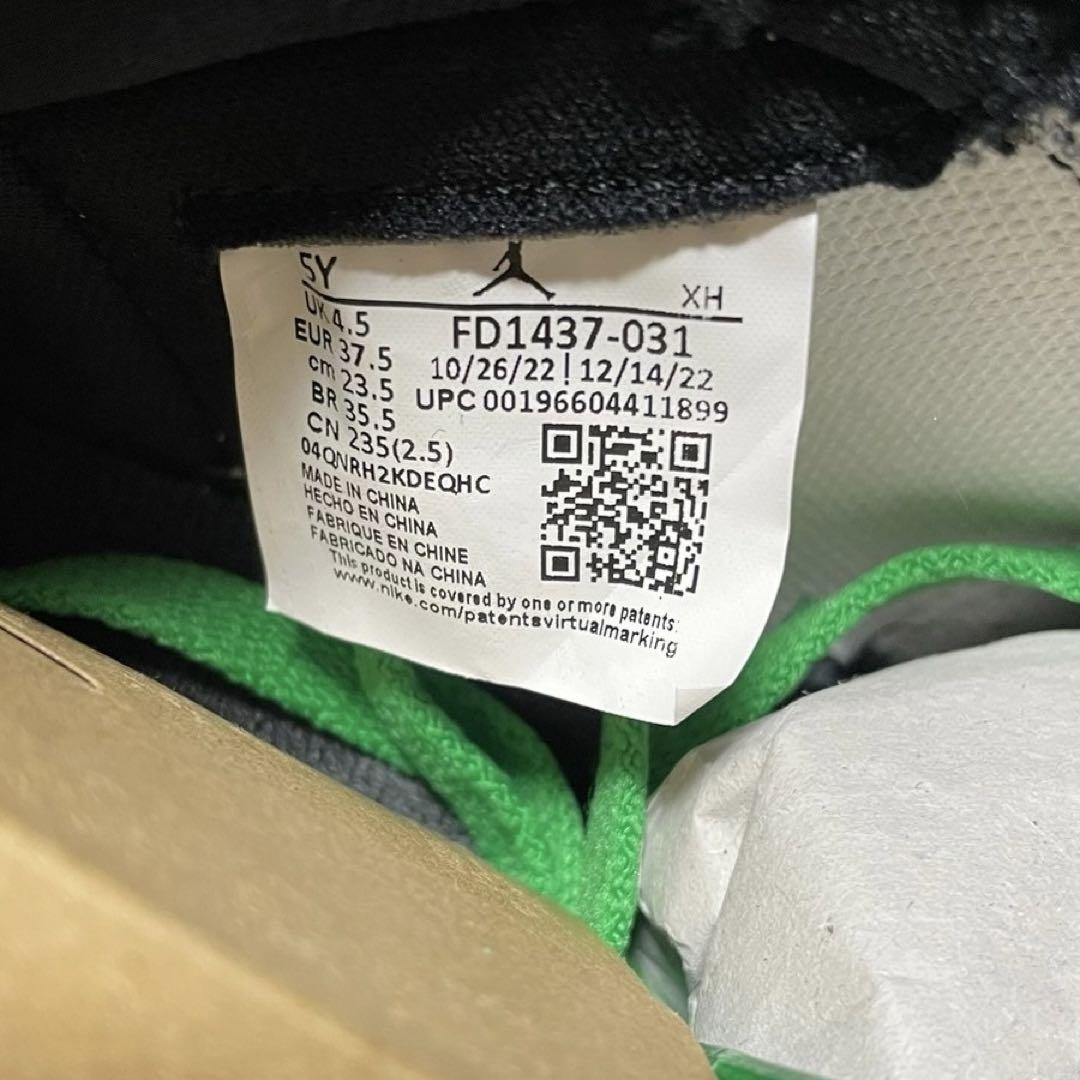 5Y
XH
UK 4.5
EUR 37.5
cm 23.5
BR 35.5
CN 235(2.5)
FD1437-031
10/26/22 | 12/14/22
UPC 00196604411899
04QNRH2KDEQHC
MADE IN CHINA
HECHO EN CHINA
FABRIQUE EN CHINE
FABRICADO NA CHINA
This product is covered by one or more patents:
www.nike.com/patentsvirtualmarking